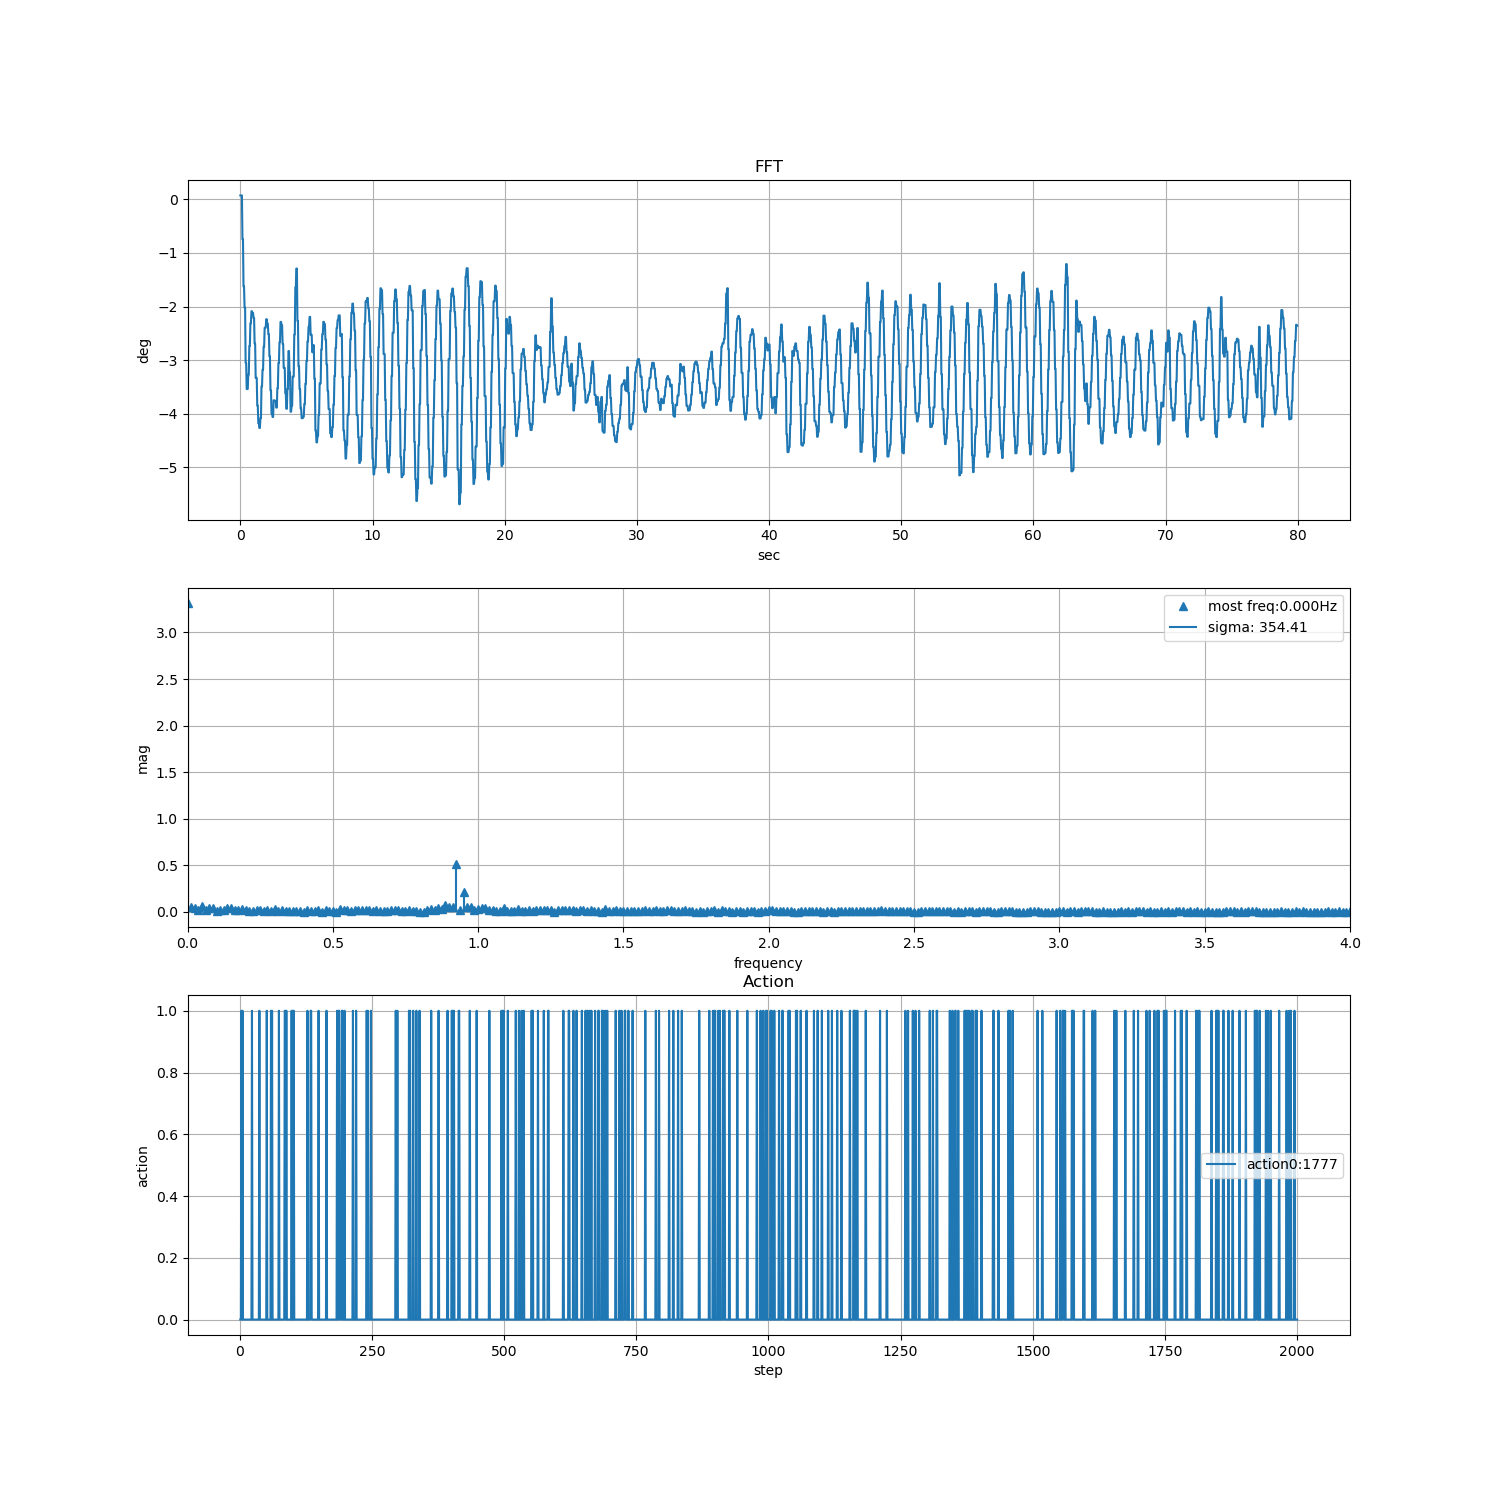 FFT
0
−1
−2
−3
−4
−5
deg
0 10 20 30 40 50 60 70 80
sec
most freq:0.000Hz
sigma: 354.41
3.0
2.5
2.0
1.5
1.0
0.5
0.0
mag
0.0 0.5 1.0 1.5 2.0 2.5 3.0 3.5 4.0
frequency
Action
1.0
0.8
0.6
0.4
0.2
0.0
action
action0:1777
0 250 500 750 1000 1250 1500 1750 2000
step